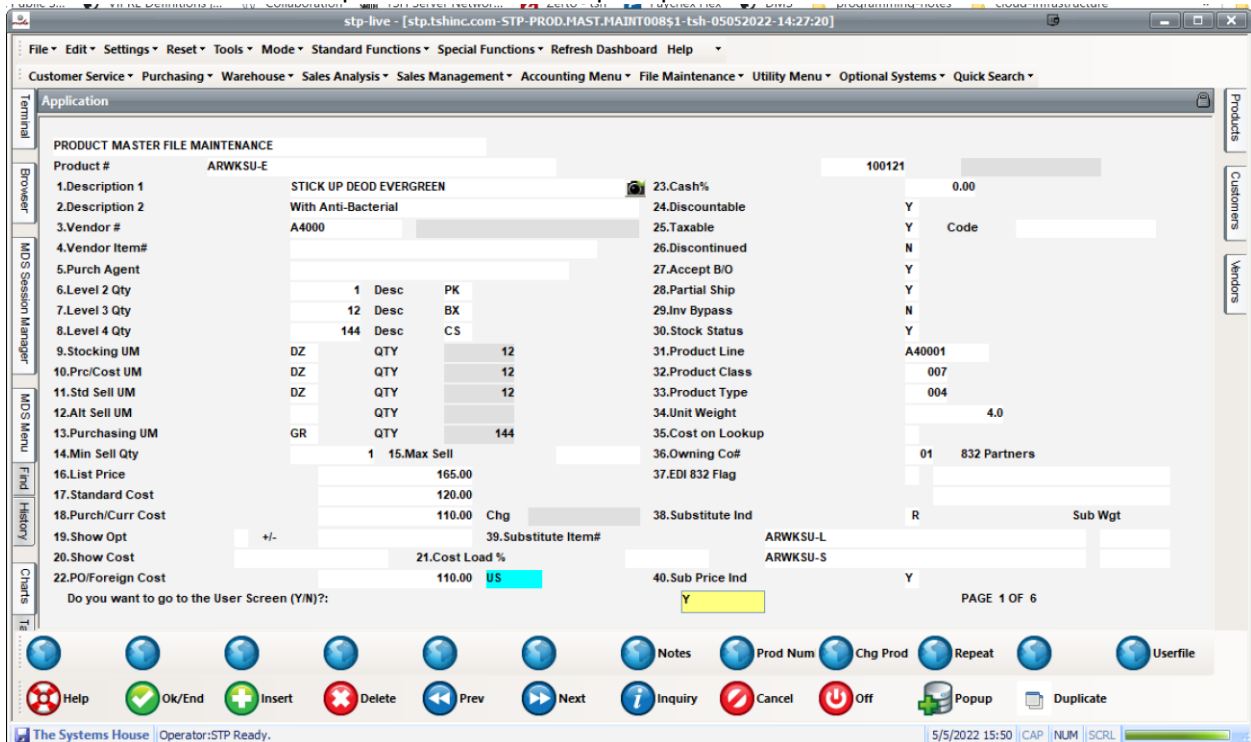 stp-live - [stp.tshinc.com-STP-PROD.MAST.MAINT008$1-tsh-05052022-14:27:20]
File Edit Settings Reset Tools Mode Standard Functions Special Functions Refresh Dashboard Help
Customer Service Purchasing Warehouse Sales Analysis Sales Management Accounting Menu File Maintenance Utility Menu Optional Systems Quick Search
Application
Terminal
Browser
MDS Session Manager
MDS Menu
Find
History
Charts
Products
Customers
Vendors
PRODUCT MASTER FILE MAINTENANCE
Product # ARWKSU-E 100121
1.Description 1 STICK UP DEOD EVERGREEN 23.Cash% 0.00
2.Description 2 With Anti-Bacterial 24.Discountable Y
3.Vendor # A4000 25.Taxable Y Code
4.Vendor Item# 26.Discontinued N
5.Purch Agent 27.Accept B/O Y
6.Level 2 Qty 1 Desc PK 28.Partial Ship Y
7.Level 3 Qty 12 Desc BX 29.Inv Bypass N
8.Level 4 Qty 144 Desc CS 30.Stock Status Y
9.Stocking UM DZ QTY 12 31.Product Line A40001
10.Prc/Cost UM DZ QTY 12 32.Product Class 007
11.Std Sell UM DZ QTY 12 33.Product Type 004
12.Alt Sell UM QTY 34.Unit Weight 4.0
13.Purchasing UM GR QTY 144 35.Cost on Lookup
14.Min Sell Qty 1 15.Max Sell 36.Owning Co# 01 832 Partners
16.List Price 165.00 37.EDI 832 Flag
17.Standard Cost 120.00
18.Purch/Curr Cost 110.00 Chg 38.Substitute Ind R Sub Wgt
19.Show Opt +/- 39.Substitute Item# ARWKSU-L
20.Show Cost 21.Cost Load % ARWKSU-S
22.PO/Foreign Cost 110.00 US 40.Sub Price Ind Y
Do you want to go to the User Screen (Y/N)?: Y PAGE 1 OF 6
Notes Prod Num Chg Prod Repeat Userfile
Help Ok/End Insert Delete Prev Next Inquiry Cancel Off Popup Duplicate
The Systems House Operator:STP Ready. 5/5/2022 15:50 CAP NUM SCRL